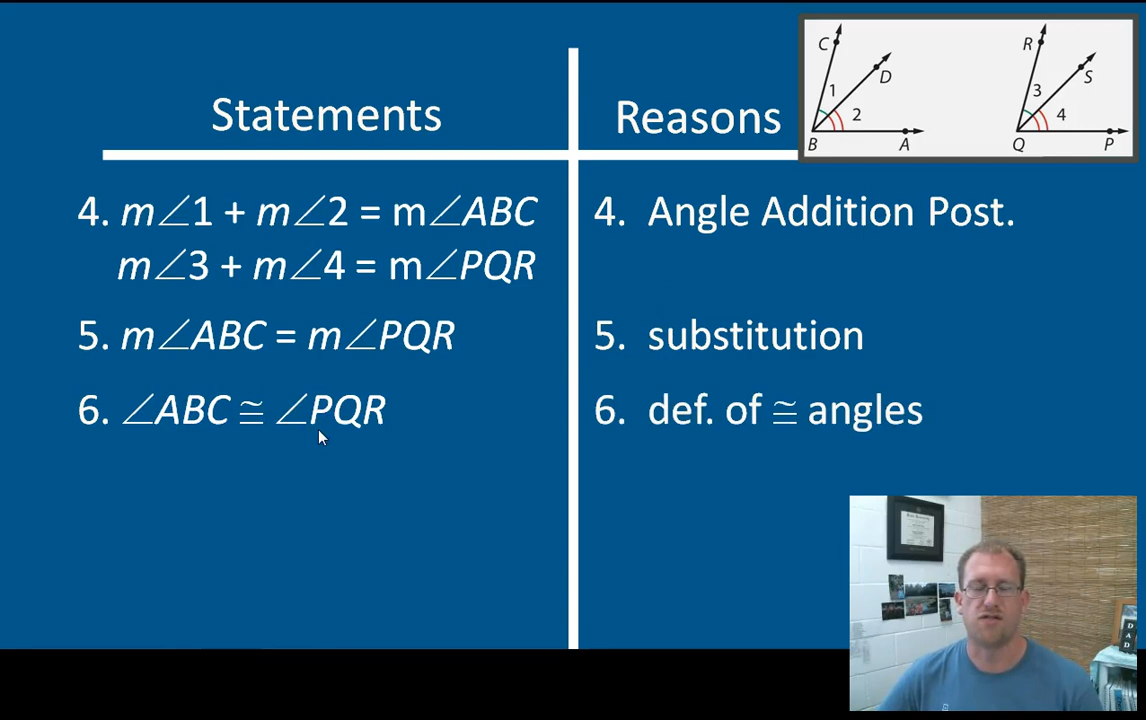 Statements
Reasons
C
D
1
2
B
A
R
S
3
4
Q
P
4. m∠1 + m∠2 = m∠ABC
4. Angle Addition Post.
m∠3 + m∠4 = m∠PQR
5. m∠ABC = m∠PQR
5. substitution
6. ∠ABC ≅ ∠PQR
6. def. of ≅ angles
DAD